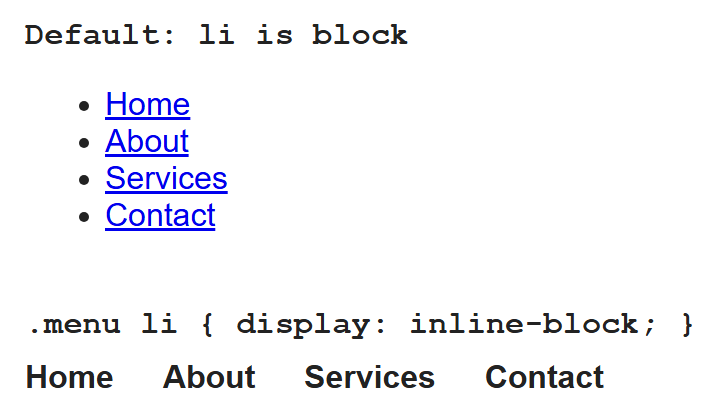 Default: li is block
• Home
• About
• Services
• Contact
.menu li { display: inline-block; }
Home About Services Contact